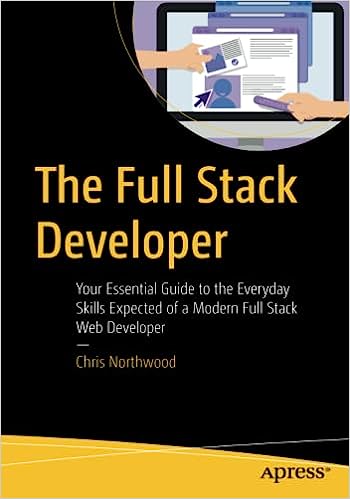 The Full Stack
Developer
Your Essential Guide to the Everyday
Skills Expected of a Modern Full Stack
Web Developer
—
Chris Northwood
Apress®